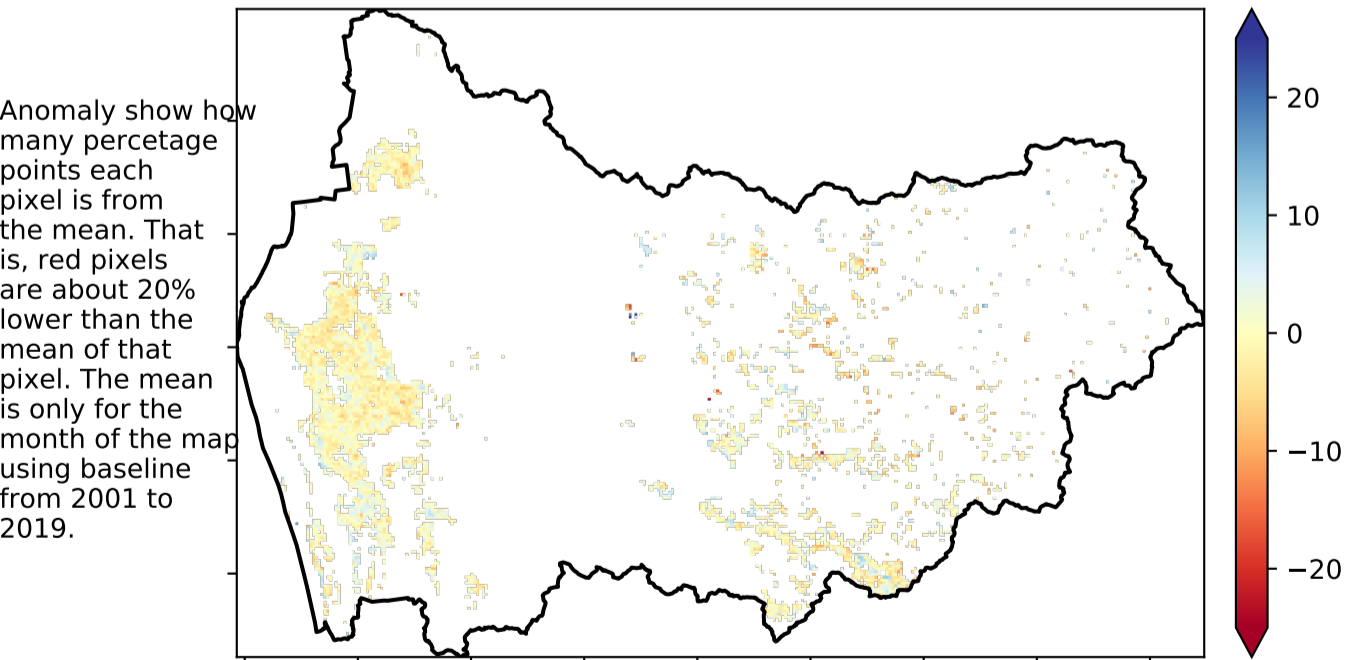 Anomaly show how
many percetage
points each
pixel is from
the mean. That
is, red pixels
are about 20%
lower than the
mean of that
pixel. The mean
is only for the
month of the map
using baseline
from 2001 to
2019.
20
10
0
−10
−20